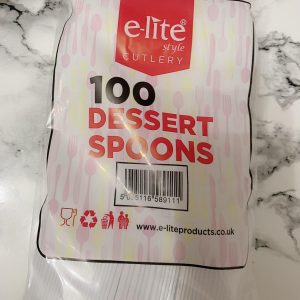 e-lite®
style
CUTLERY
100
DESSERT
SPOONS
www.e-liteproducts.co.uk